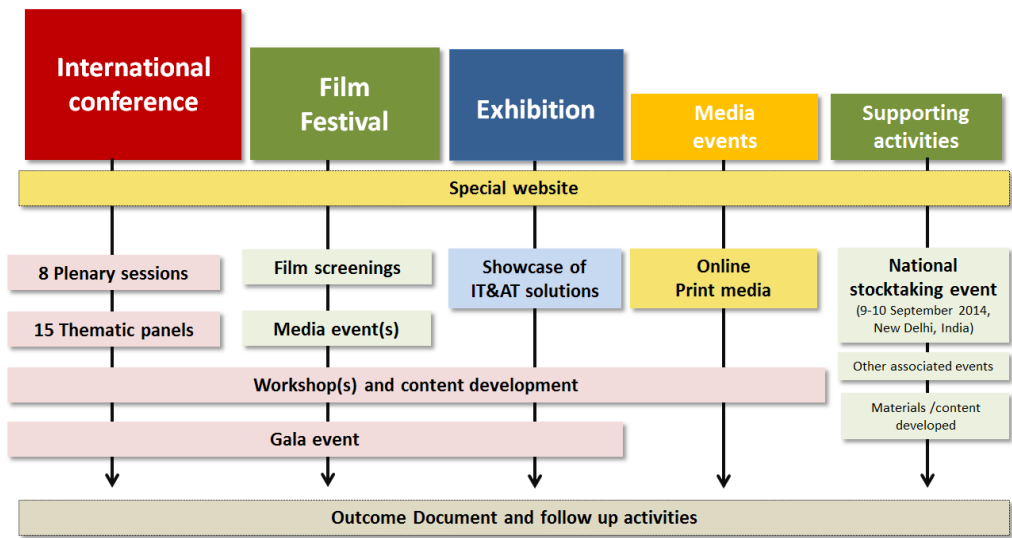 International
conference
Film
Festival
Exhibition
Media
events
Supporting
activities
Special website
8 Plenary sessions
Film screenings
Showcase of
IT&AT solutions
Online
Print media
National
stocktaking event
(9-10 September 2014,
New Delhi, India)
15 Thematic panels
Media event(s)
Other associated events
Workshop(s) and content development
Materials /content
developed
Gala event
Outcome Document and follow up activities